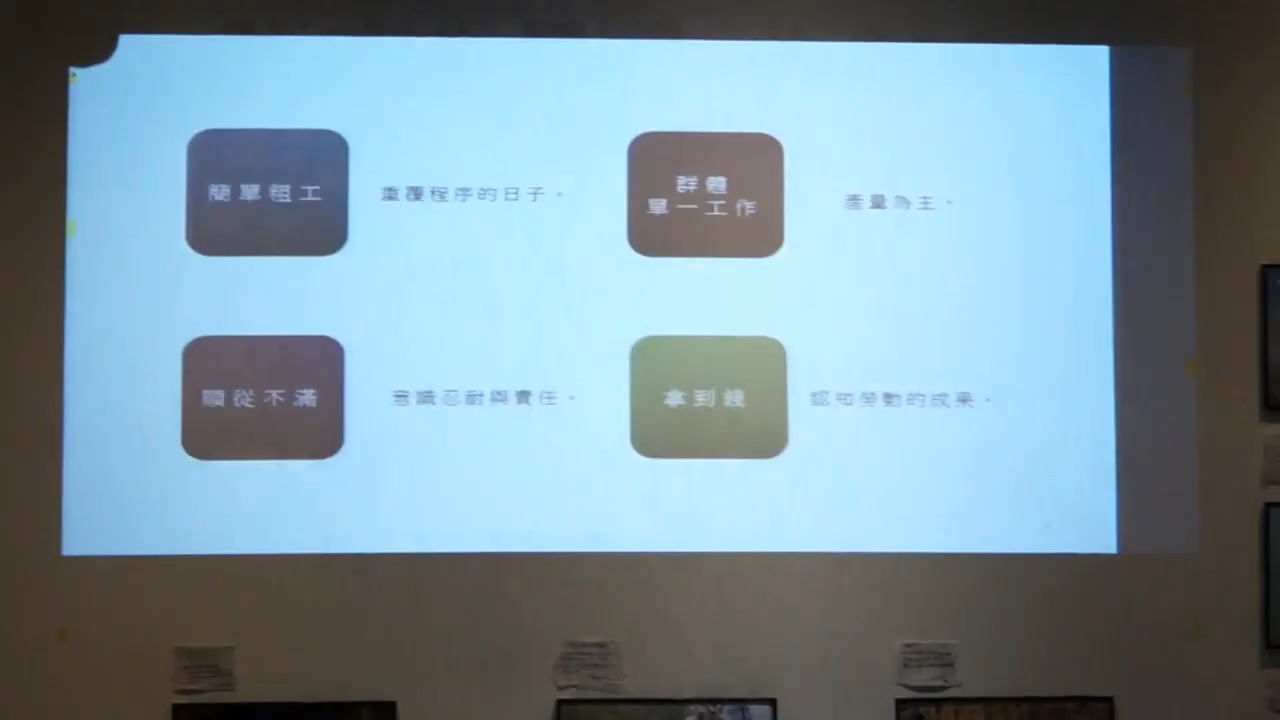 簡單粗工
重覆程序的日子。
群體
單一工作
產量為主。
順從不滿
意識忍耐與責任。
拿到錢
認知勞動的成果。